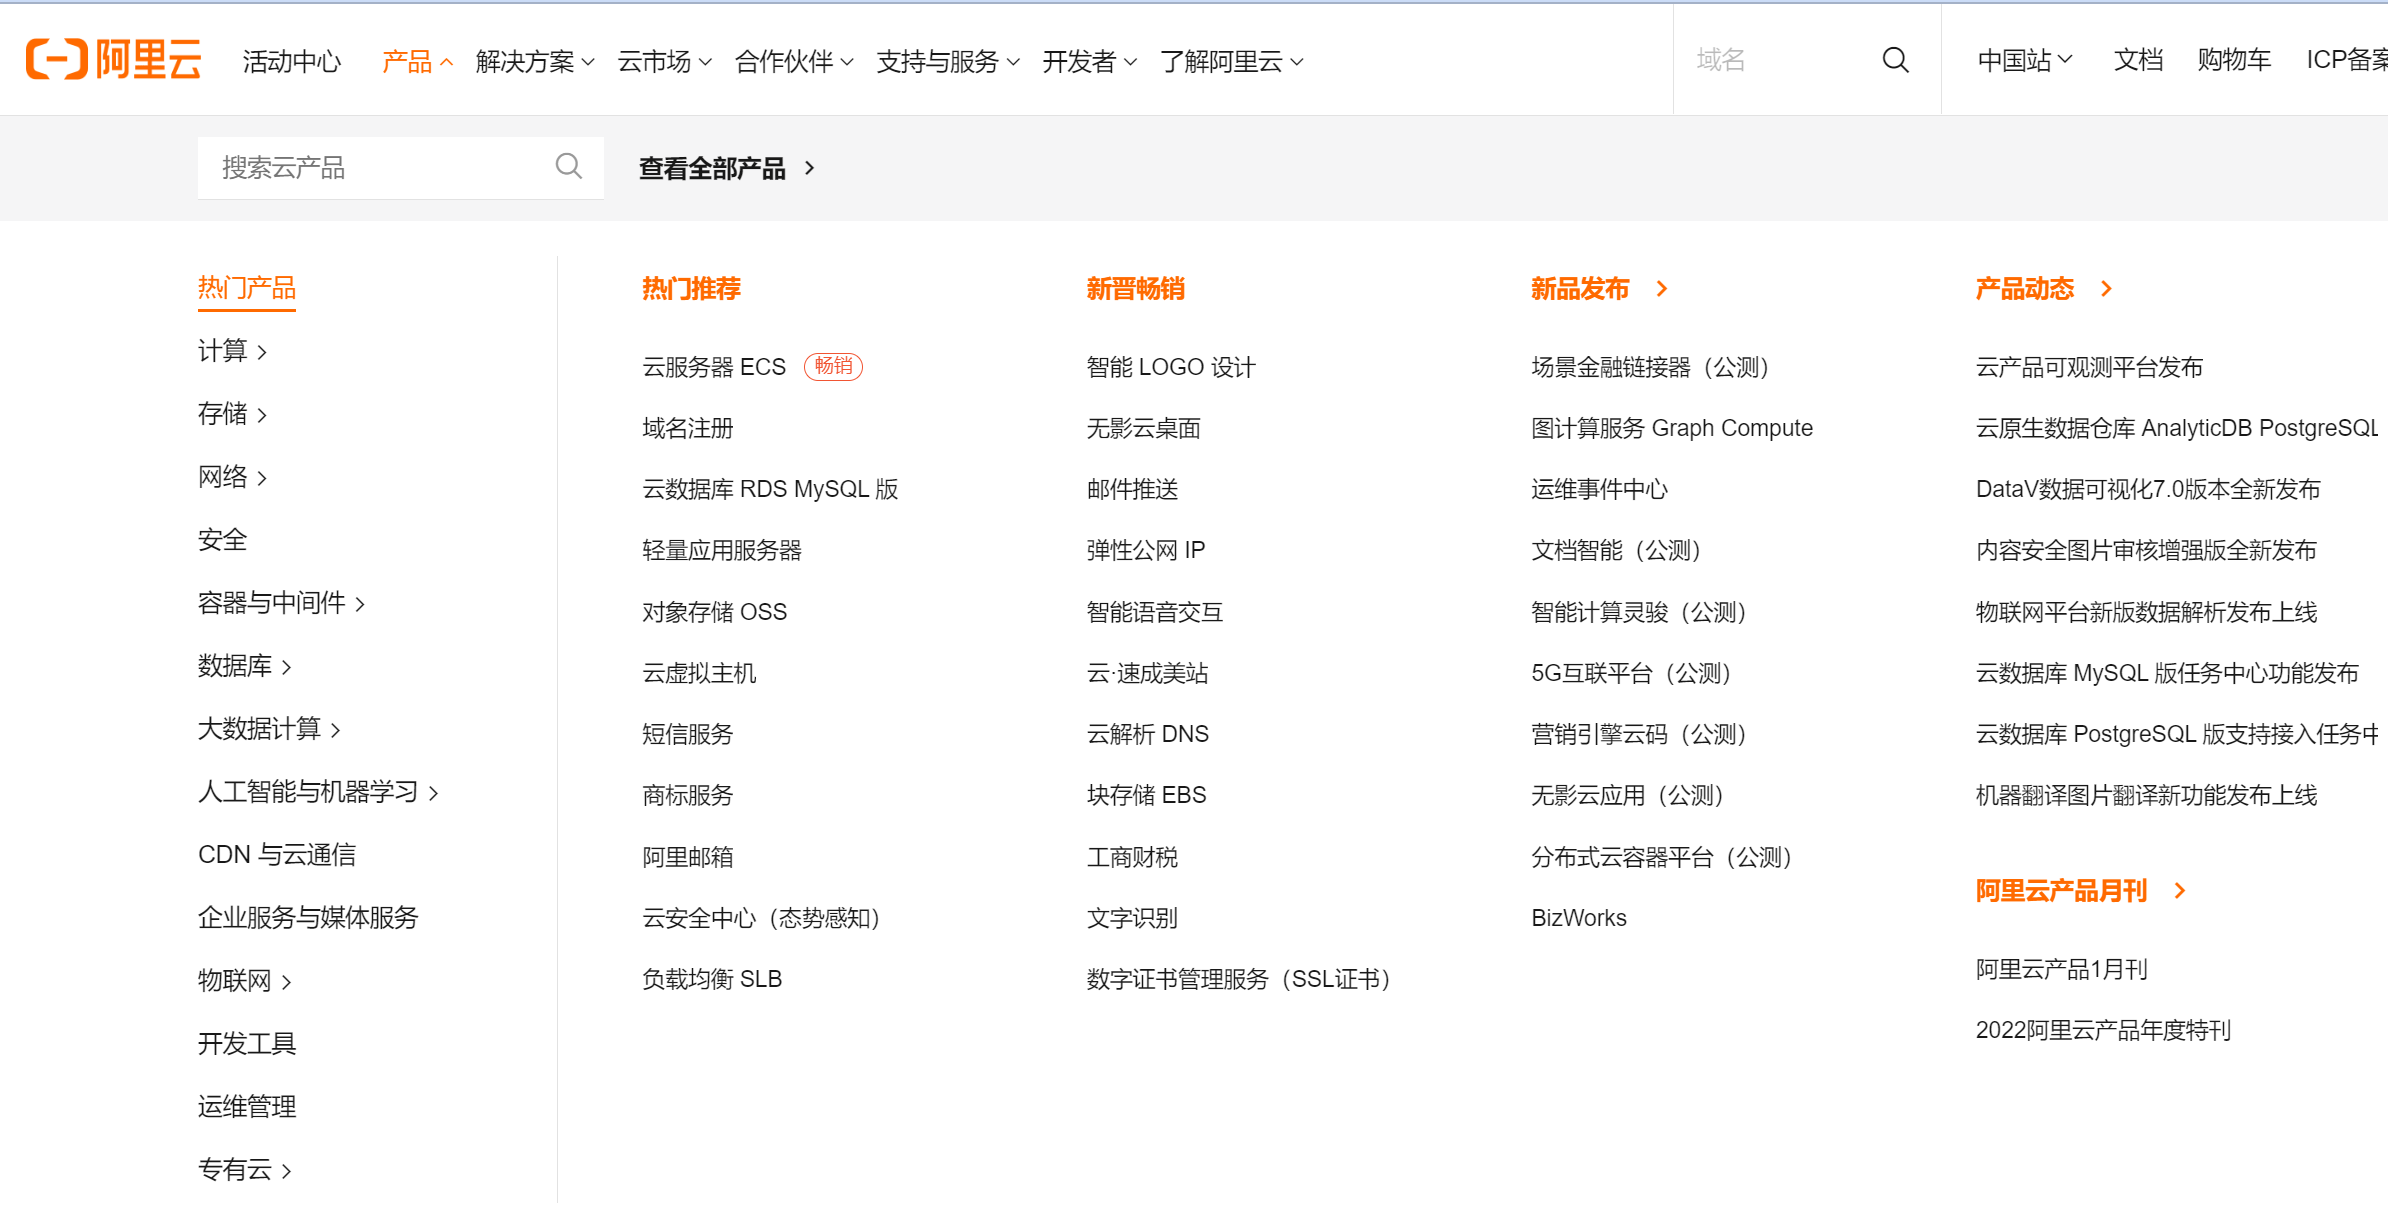 阿里云
活动中心 产品 解决方案 云市场 合作伙伴 支持与服务 开发者 了解阿里云 域名 中国站 文档 购物车 ICP备案
搜索云产品 查看全部产品
热门产品
计算
存储
网络
安全
容器与中间件
数据库
大数据计算
人工智能与机器学习
CDN 与云通信
企业服务与媒体服务
物联网
开发工具
运维管理
专有云
热门推荐
云服务器 ECS 畅销
域名注册
云数据库 RDS MySQL 版
轻量应用服务器
对象存储 OSS
云虚拟主机
短信服务
商标服务
阿里邮箱
云安全中心（态势感知）
负载均衡 SLB
新晋畅销
智能 LOGO 设计
无影云桌面
邮件推送
弹性公网 IP
智能语音交互
云·速成美站
云解析 DNS
块存储 EBS
工商财税
文字识别
数字证书管理服务（SSL证书）
新品发布
场景金融链接器（公测）
图计算服务 Graph Compute
运维事件中心
文档智能（公测）
智能计算灵骏（公测）
5G互联平台（公测）
营销引擎云码（公测）
无影云应用（公测）
分布式云容器平台（公测）
BizWorks
产品动态
云产品可观测平台发布
云原生数据仓库 AnalyticDB PostgreSQL
DataV数据可视化7.0版本全新发布
内容安全图片审核增强版全新发布
物联网平台新版数据解析发布上线
云数据库 MySQL 版任务中心功能发布
云数据库 PostgreSQL 版支持接入任务中
机器翻译图片翻译新功能发布上线
阿里云产品月刊
阿里云产品1月刊
2022阿里云产品年度特刊